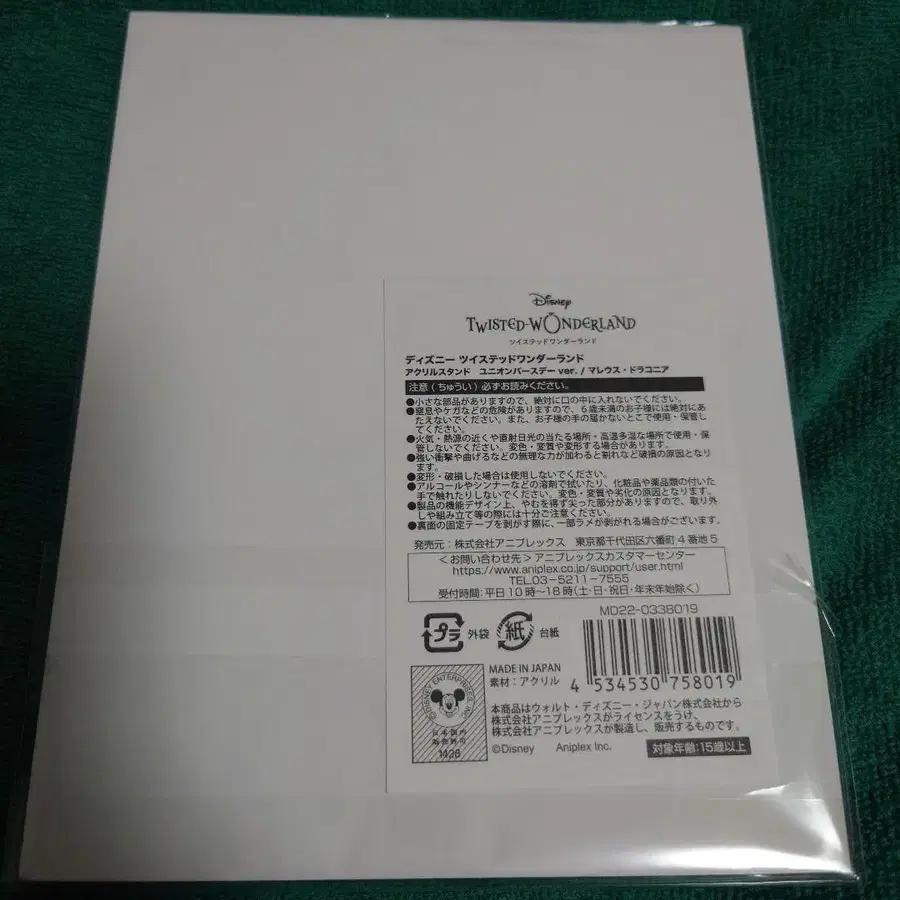 Disney
TWISTED-WONDERLAND
ツイステッドワンダーランド
ディズニー ツイステッドワンダーランド
アクリルスタンド ユニオンバースデー ver. / マレウス・ドラコニア
注意(ちゅうい)必ずお読みください。
●小さな部品がありますので、絶対に口の中に入れないでください。
●窒息やケガなどの危険がありますので、6歳未満のお子様には絶対にあ
たえないでください。また、お子様の手の届かないとこで使用・保管し
てください。
●火気・熱源の近くや直射日光の当たる場所・高湿多温な場所で使用・保
管しないでください。変色・変質や変形する場合があります。
●強い衝撃や曲げるなどの無理な力が加わると割れなど破損の原因となり
ます。
●変形・破損した場合は使用しないでください。
●アルコールやシンナーなどの溶剤で拭いたり、化粧品や薬品類の付いた
手で触れたりしないでください。変色・変質や劣化の原因となります。
●製品の機能デザイン上、やむを得ず尖った部分がありますので、取り外
しや組み立て等の際には十分ご注意ください。
●裏面の固定テープを剥がす際に、一部ラメが剥がれる場合がございます。
発売元:株式会社アニプレックス 東京都千代田区六番町4番地5
<お問い合わせ先>アニプレックスカスタマーセンター
https://www.aniplex.co.jp/support/user.html
TEL.03-5211-7555
受付時間:平日10時~18時(土・日・祝日・年末年始除く)
MD22-0338019
プラ 外袋 紙 台紙
MADE IN JAPAN
素材:アクリル
4 534530 758019
©DISNEY ENTERPRISES, INC.
日本国内
販売許可
1426
本商品はウォルト・ディズニー・ジャパン株式会社から
株式会社アニプレックスがライセンスをうけ、
株式会社アニプレックスが製造し、販売するものです。
©Disney Aniplex Inc.
対象年齢:15歳以上